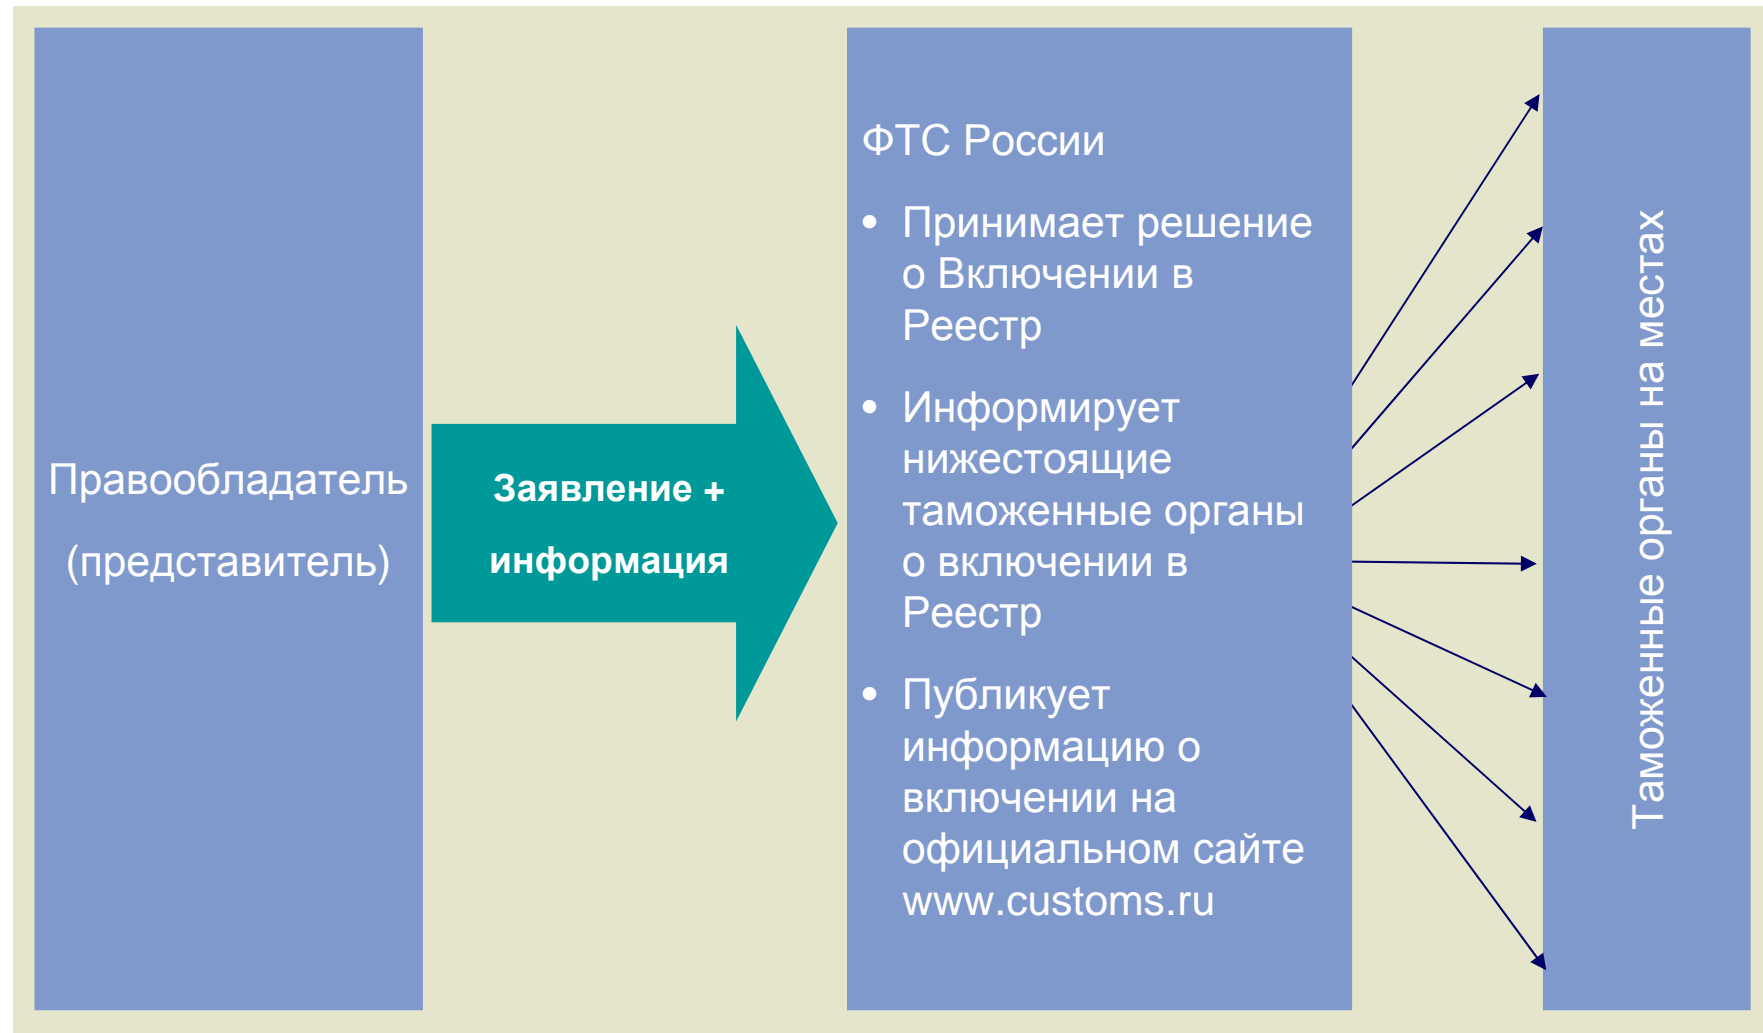 Правообладатель
(представитель)
Заявление +
информация
ФТС России
• Принимает решение
о Включении в
Реестр
• Информирует
нижестоящие
таможенные органы
о включении в
Реестр
• Публикует
информацию о
включении на
официальном сайте
www.customs.ru
Таможенные органы на местах